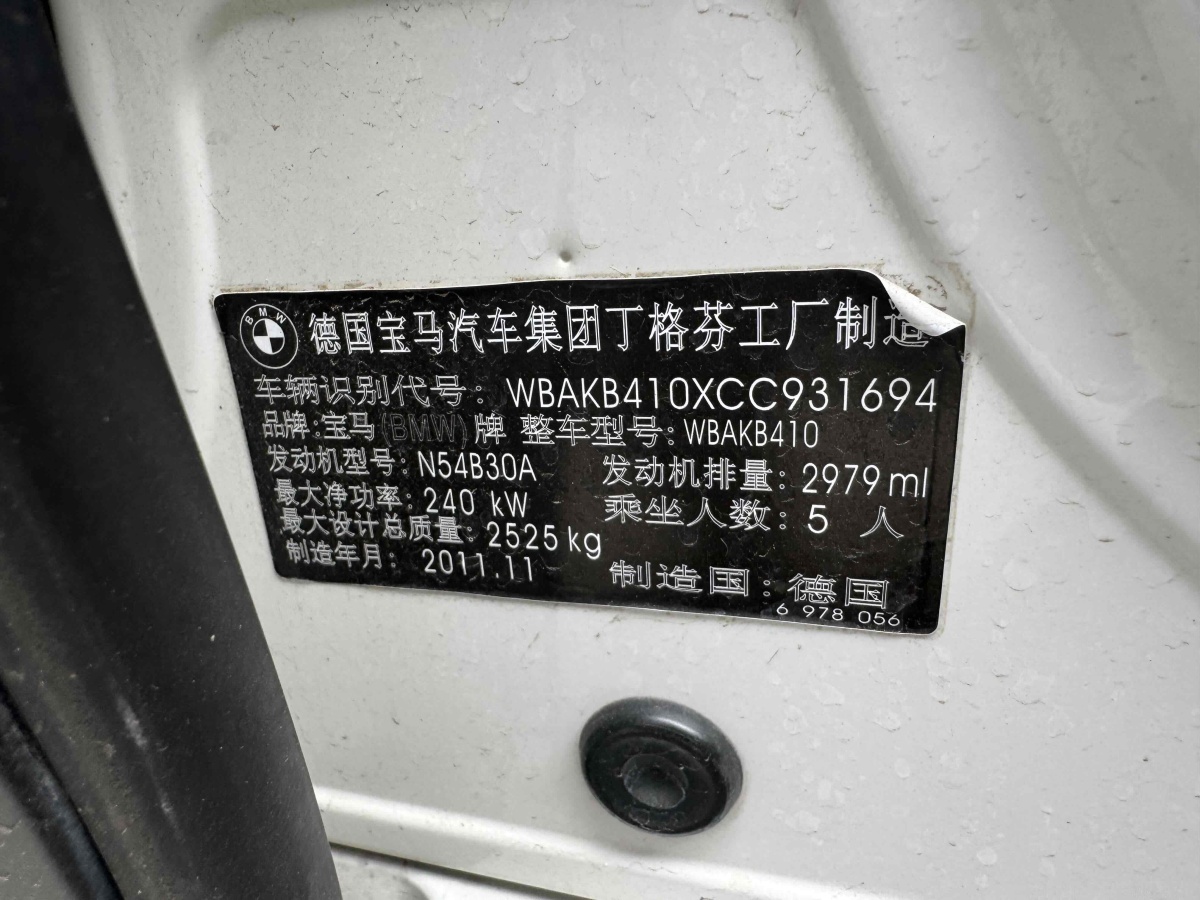 BMW
德国宝马汽车集团丁格芬工厂制造
车辆识别代号：WBAKB410XCC931694
品牌：宝马(BMW)牌 整车型号：WBAKB410
发动机型号：N54B30A 发动机排量：2979ml
最大净功率：240 kW 乘坐人数：5 人
最大设计总质量：2525kg
制造年月：2011.11 制造国：德国
6 978 056